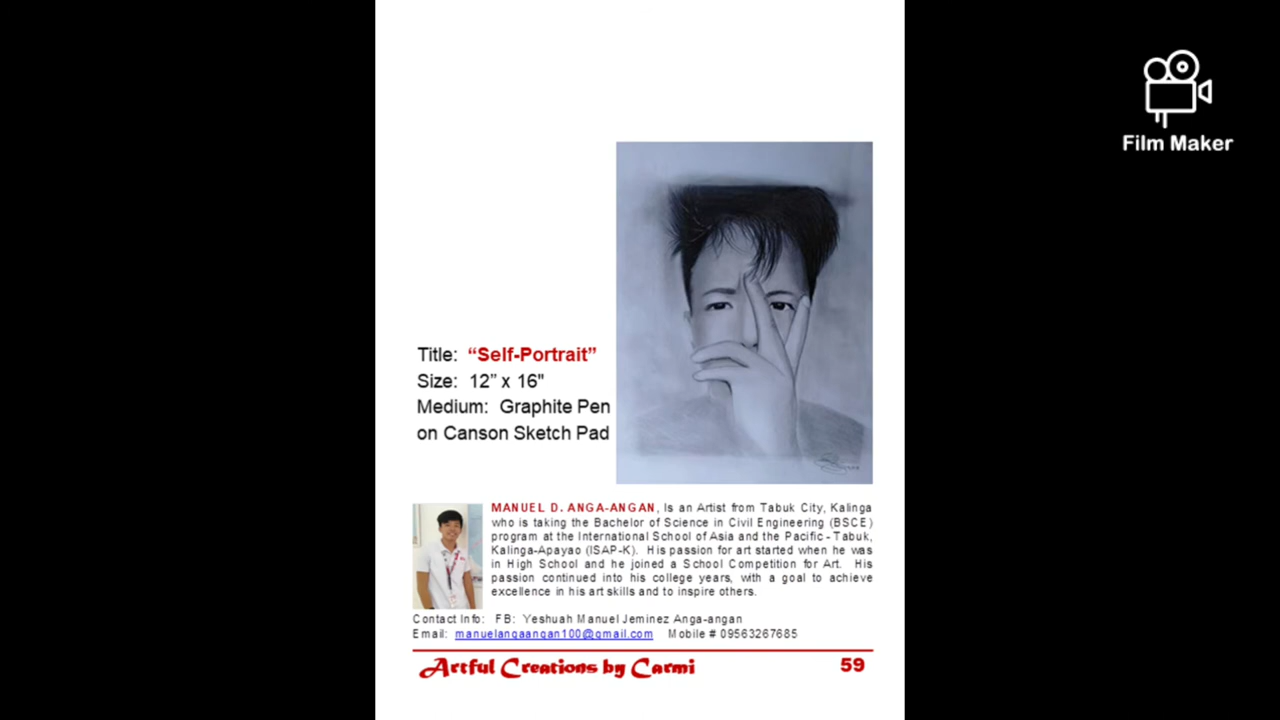 Film Maker
Title: “Self-Portrait”
Size: 12” x 16"
Medium: Graphite Pen
on Canson Sketch Pad
MANUEL D. ANGA-ANGAN, Is an Artist from Tabuk City, Kalinga
who is taking the Bachelor of Science in Civil Engineering (BSCE)
program at the International School of Asia and the Pacific - Tabuk,
Kalinga-Apayao (ISAP-K). His passion for art started when he was
in High School and he joined a School Competition for Art. His
passion continued into his college years, with a goal to achieve
excellence in his art skills and to inspire others.
Contact Info: FB: Yeshuah Manuel Jeminez Anga-angan
Email: manuelangaangan100@gmail.com Mobile # 09563267685
Artful Creations by Carmi 59